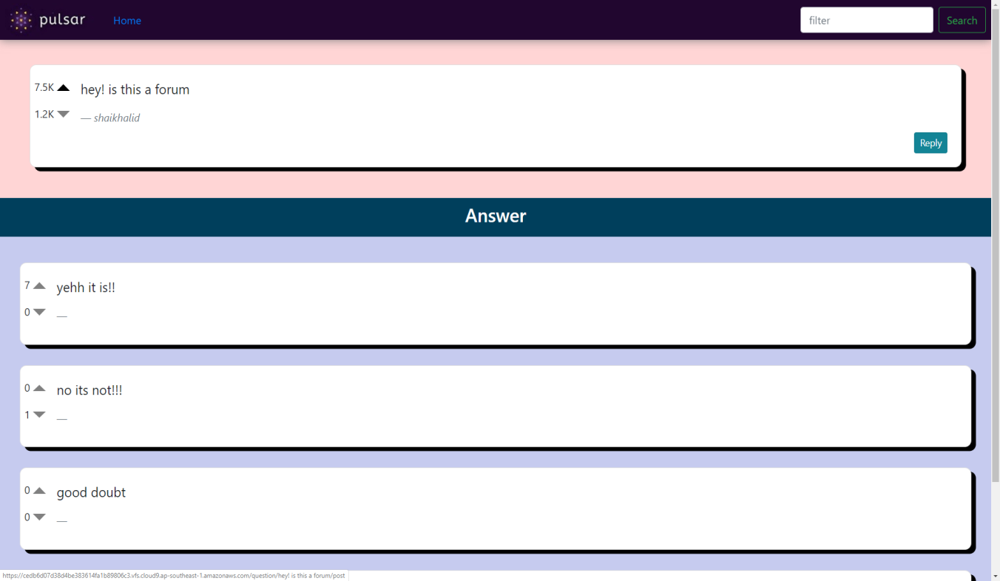 pulsar Home filter Search
7.5K hey! is this a forum
1.2K — shaikhalid
Reply
Answer
7 yehh it is!!
0 —
0 no its not!!!
1 —
0 good doubt
0 —
https://cedb6d07d38d4be383614fa1b89806c3.vfs.cloud9.ap-southeast-1.amazonaws.com/question/hey! is this a forum/post